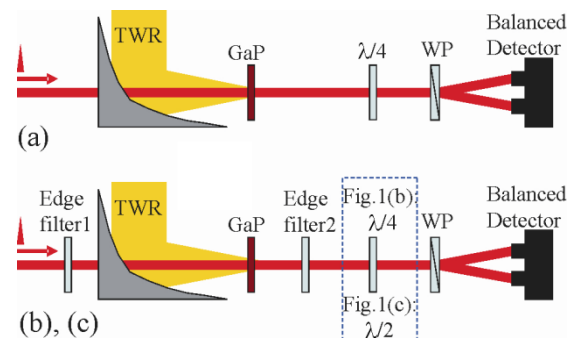 TWR
GaP
λ/4
WP
Balanced
Detector
(a)
Edge
filter1
TWR
GaP
Edge
filter2
Fig.1(b):
λ/4
Fig.1(c):
λ/2
WP
Balanced
Detector
(b), (c)